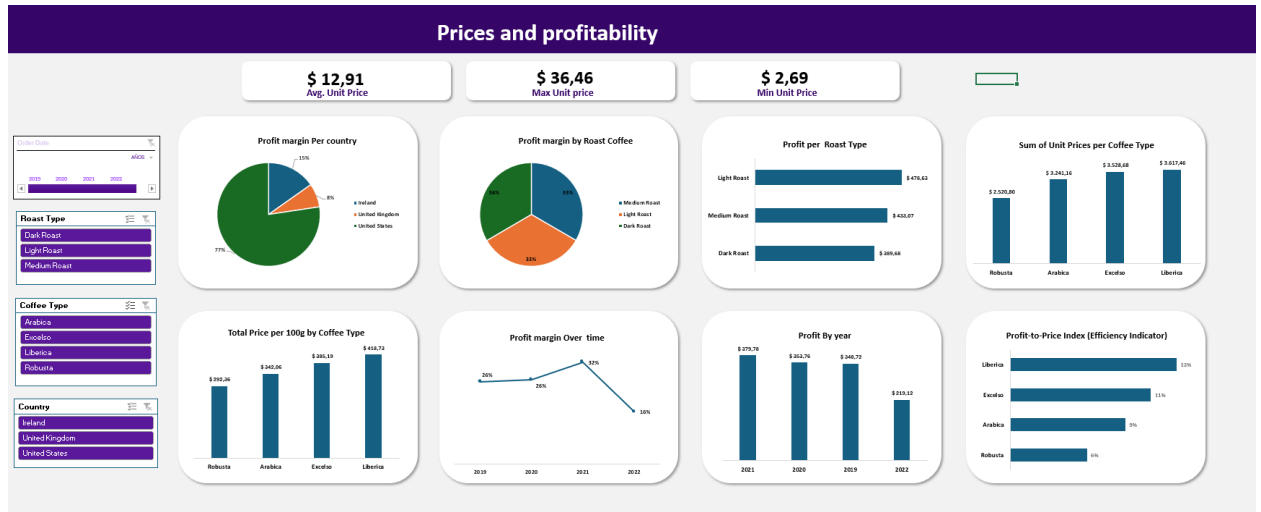 Prices and profitability
$ 12,91
Avg. Unit Price
$ 36,46
Max Unit price
$ 2,69
Min Unit Price
Order Date
AÑOS
2019 2020 2021 2022
Roast Type
Dark Roast
Light Roast
Medium Roast
Coffee Type
Arabica
Excelso
Liberica
Robusta
Country
Ireland
United Kingdom
United States
Profit margin Per country
15%
8%
77%
Ireland
United Kingdom
United States
Profit margin by Roast Coffee
33%
33%
Medium Roast
Light Roast
Dark Roast
Profit per Roast Type
Light Roast $ 476,63
Medium Roast $ 433,07
Dark Roast $ 389,68
Sum of Unit Prices per Coffee Type
$ 2.520,80
$ 3.241,16
$ 3.528,68
$ 3.617,46
Robusta Arabica Excelso Liberica
Total Price per 100g by Coffee Type
$ 292,36
$ 342,06
$ 385,19
$ 418,73
Robusta Arabica Excelso Liberica
Profit margin Over time
26%
26%
32%
16%
2019 2020 2021 2022
Profit By year
$ 379,78
$ 353,76
$ 348,72
$ 219,12
2021 2020 2019 2022
Profit-to-Price Index (Efficiency Indicator)
Liberica 13%
Excelso 11%
Arabica 9%
Robusta 6%